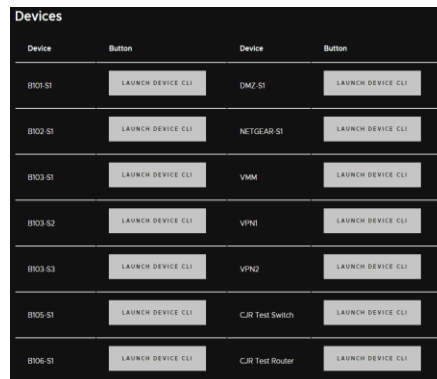 Devices
Device Button Device Button
B101-S1 LAUNCH DEVICE CLI DMZ-S1 LAUNCH DEVICE CLI
B102-S1 LAUNCH DEVICE CLI NETGEAR-S1 LAUNCH DEVICE CLI
B103-S1 LAUNCH DEVICE CLI VMM LAUNCH DEVICE CLI
B103-S2 LAUNCH DEVICE CLI VPN1 LAUNCH DEVICE CLI
B103-S3 LAUNCH DEVICE CLI VPN2 LAUNCH DEVICE CLI
B105-S1 LAUNCH DEVICE CLI CJR Test Switch LAUNCH DEVICE CLI
B106-S1 LAUNCH DEVICE CLI CJR Test Router LAUNCH DEVICE CLI